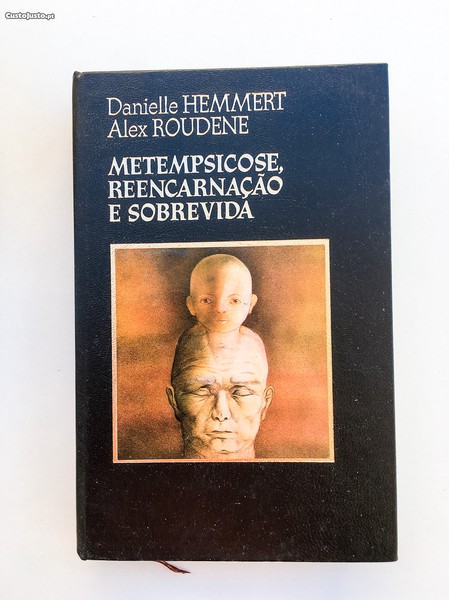 CustoJusto.pt
Danielle HEMMERT
Alex ROUDENE
METEMPSICOSE,
REENCARNAÇÃO
E SOBREVIDA